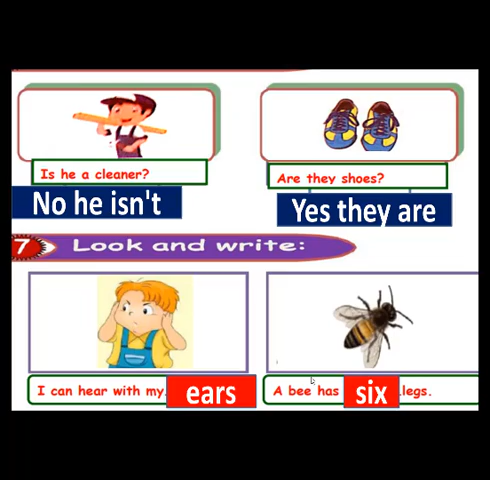 Is he a cleaner?
Are they shoes?
No he isn't
Yes they are
7 Look and write:
I can hear with my. ears
A bee has six .legs.